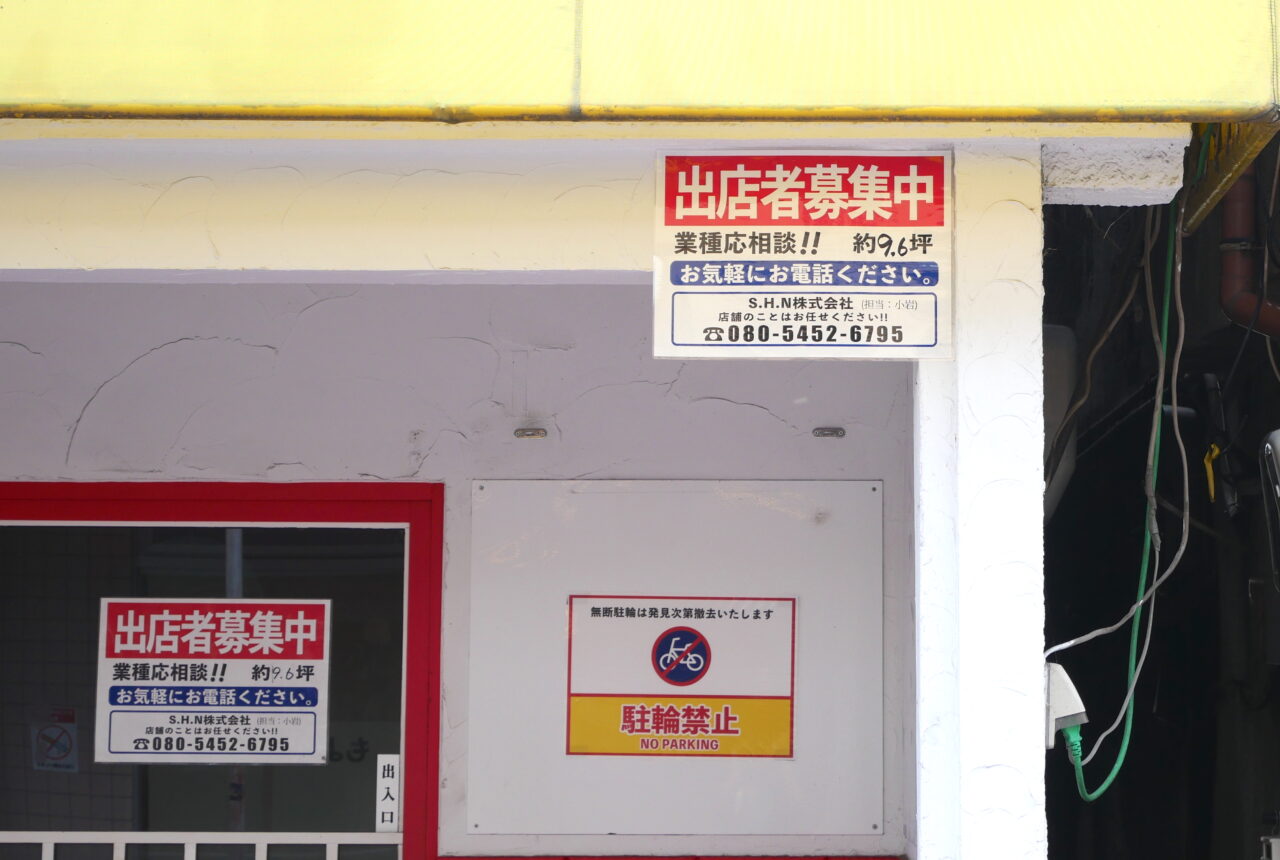 出店者募集中
業種応相談!! 約9.6坪
お気軽にお電話ください。
S.H.N株式会社 (担当:小岩)
店舗のことはお任せください!!
☎080-5452-6795
出店者募集中
業種応相談!! 約9.6坪
お気軽にお電話ください。
S.H.N株式会社 (担当:小岩)
店舗のことはお任せください!!
☎080-5452-6795
出入口
無断駐輪は発見次第撤去いたします
駐輪禁止
NO PARKING